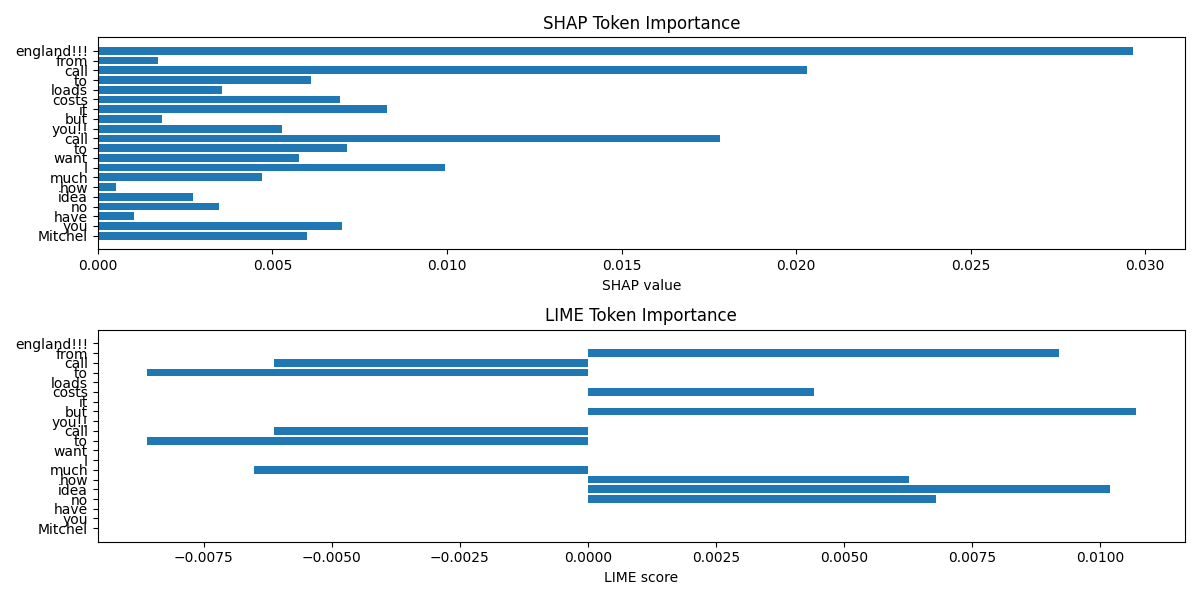 SHAP Token Importance
england!!!
from
call
to
loads
costs
it
but
you!!
call
to
want
I
much
how
idea
no
have
you
Mitchel
0.000 0.005 0.010 0.015 0.020 0.025 0.030
SHAP value
LIME Token Importance
england!!!
from
call
to
loads
costs
it
but
you!!
call
to
want
I
much
how
idea
no
have
you
Mitchel
−0.0075 −0.0050 −0.0025 0.0000 0.0025 0.0050 0.0075 0.0100
LIME score